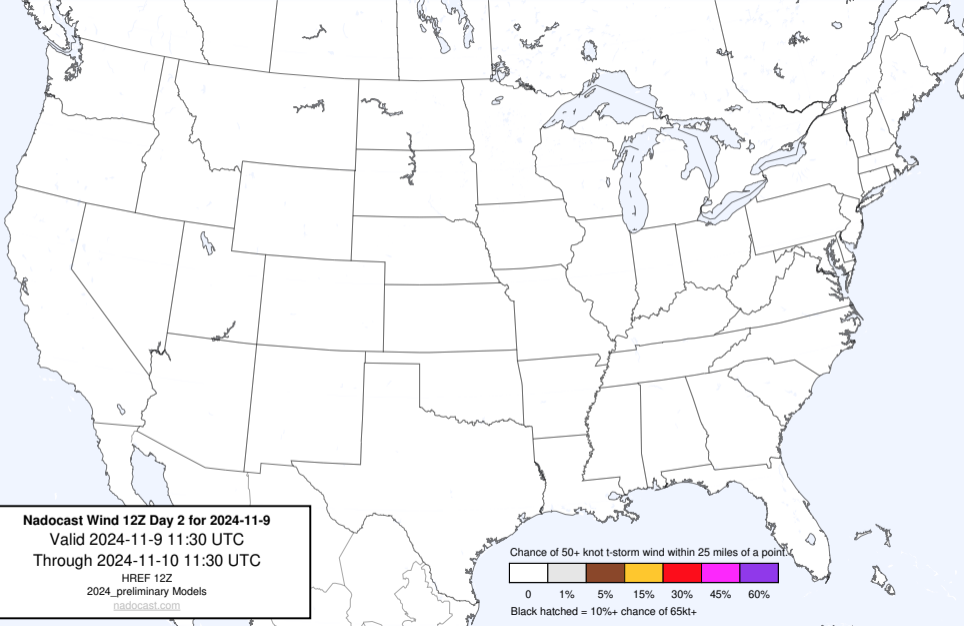 Nadocast Wind 12Z Day 2 for 2024-11-9
Valid 2024-11-9 11:30 UTC
Through 2024-11-10 11:30 UTC
HREF 12Z
2024_preliminary Models
nadocast.com
Chance of 50+ knot t-storm wind within 25 miles of a point.
0 1% 5% 15% 30% 45% 60%
Black hatched = 10%+ chance of 65kt+